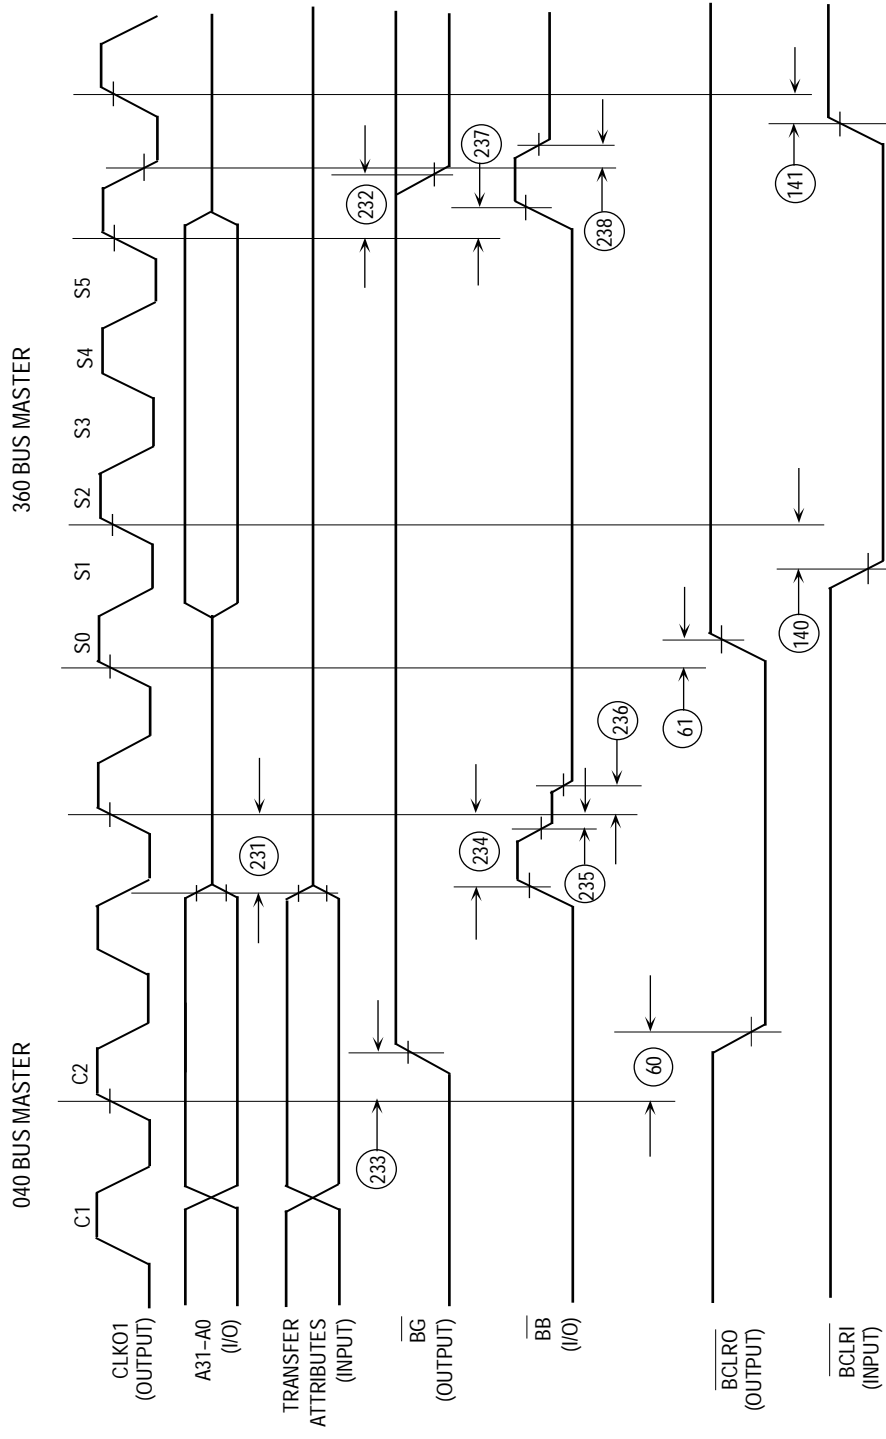 040 BUS MASTER
360 BUS MASTER
C1
C2
S0
S1
S2
S3
S4
S5
CLKO1
(OUTPUT)
A31–A0
(I/O)
231
TRANSFER
ATTRIBUTES
(INPUT)
BG
(OUTPUT)
233
232
BB
(I/O)
234
235
236
237
238
BCLRO
(OUTPUT)
60
61
BCLRI
(INPUT)
140
141